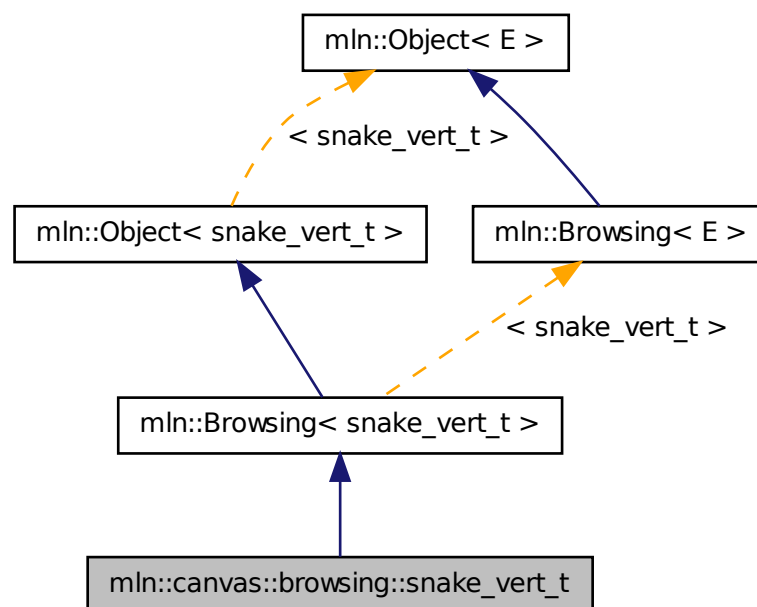 mln::Object< E >
< snake_vert_t >
mln::Object< snake_vert_t >
mln::Browsing< E >
< snake_vert_t >
mln::Browsing< snake_vert_t >
mln::canvas::browsing::snake_vert_t